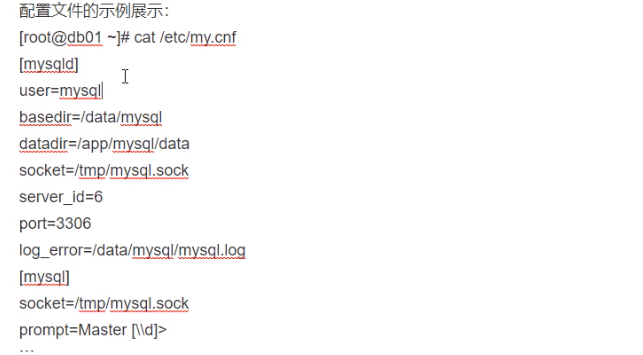 配置文件的示例展示：
[root@db01 ~]# cat /etc/my.cnf
[mysqld]
user=mysql
basedir=/data/mysql
datadir=/app/mysql/data
socket=/tmp/mysql.sock
server_id=6
port=3306
log_error=/data/mysql/mysql.log
[mysql]
socket=/tmp/mysql.sock
prompt=Master [\\d]>
```